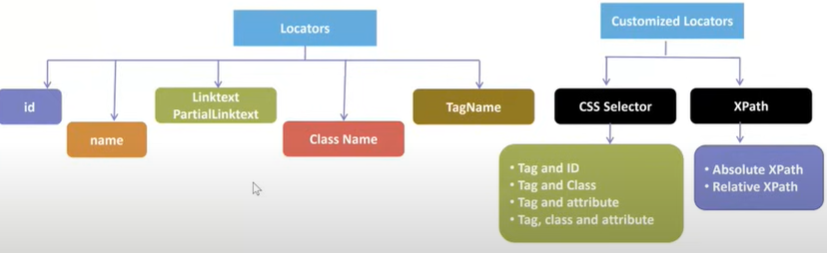 Locators
Customized Locators
id
name
Linktext
PartialLinktext
Class Name
TagName
CSS Selector
XPath
• Tag and ID
• Tag and Class
• Tag and attribute
• Tag, class and attribute
• Absolute XPath
• Relative XPath